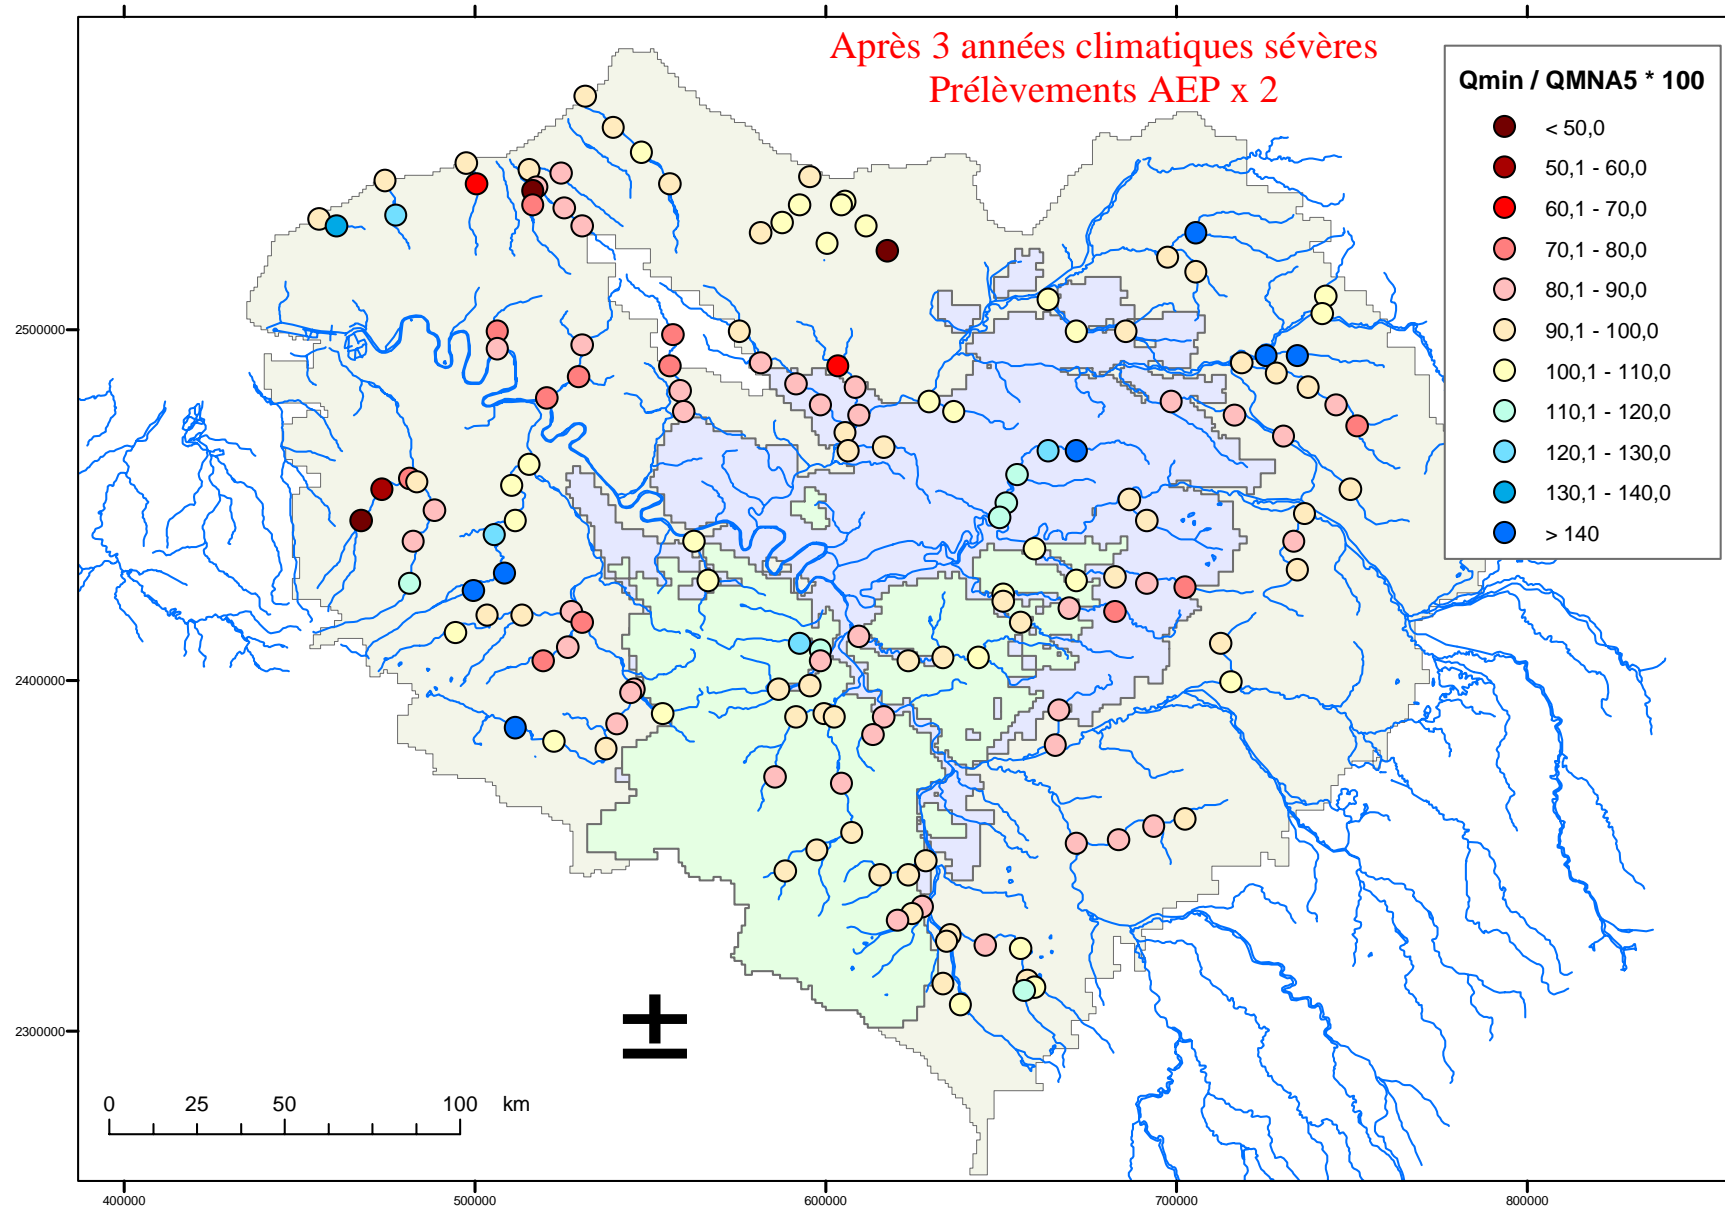 Après 3 années climatiques sévères
Prélèvements AEP x 2
Qmin / QMNA5 * 100
< 50,0
50,1 - 60,0
60,1 - 70,0
70,1 - 80,0
80,1 - 90,0
90,1 - 100,0
100,1 - 110,0
110,1 - 120,0
120,1 - 130,0
130,1 - 140,0
> 140
2500000
2400000
2300000
0 25 50 100 km
400000 500000 600000 700000 800000